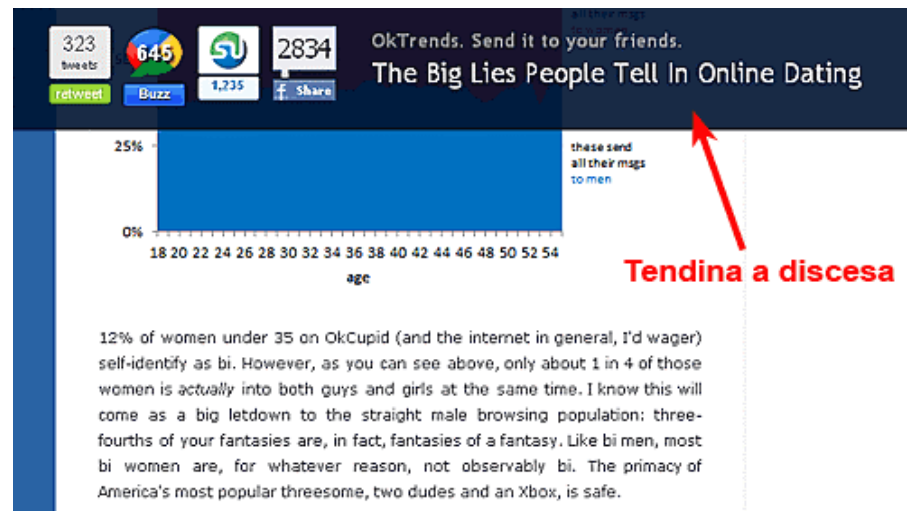 all their msgs
323
tweets
retweet
645
Buzz
1,235
2834
Share
OkTrends. Send it to your friends.
The Big Lies People Tell In Online Dating
25%
these send
all their msgs
to men
0%
18 20 22 24 26 28 30 32 34 36 38 40 42 44 46 48 50 52 54
age
Tendina a discesa
12% of women under 35 on OkCupid (and the internet in general, I'd wager)
self-identify as bi. However, as you can see above, only about 1 in 4 of those
women is actually into both guys and girls at the same time. I know this will
come as a big letdown to the straight male browsing population: three-
fourths of your fantasies are, in fact, fantasies of a fantasy. Like bi men, most
bi women are, for whatever reason, not observably bi. The primacy of
America's most popular threesome, two dudes and an Xbox, is safe.